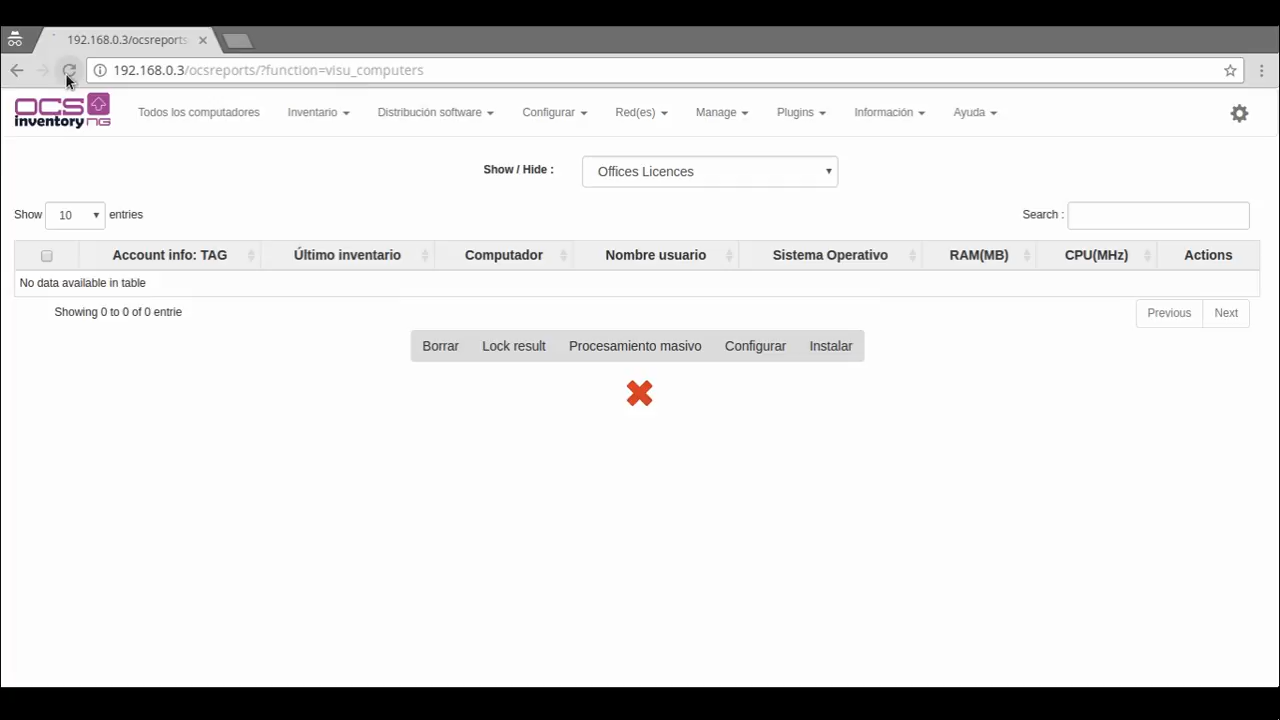 192.168.0.3/ocsreports
192.168.0.3/ocsreports/?function=visu_computers
OCS inventory NG
Todos los computadores Inventario Distribución software Configurar Red(es) Manage Plugins Información Ayuda
Show / Hide : Offices Licences
Show 10 entries Search :
Account info: TAG Último inventario Computador Nombre usuario Sistema Operativo RAM(MB) CPU(MHz) Actions
No data available in table
Showing 0 to 0 of 0 entrie Previous Next
Borrar Lock result Procesamiento masivo Configurar Instalar